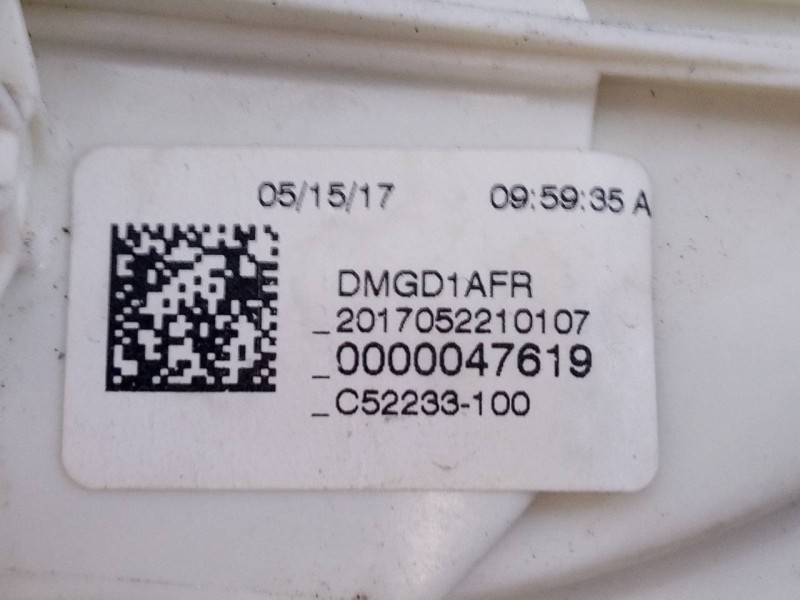 05/15/17 09:59:35 A
DMGD1AFR
_2017052210107
_0000047619
_C52233-100